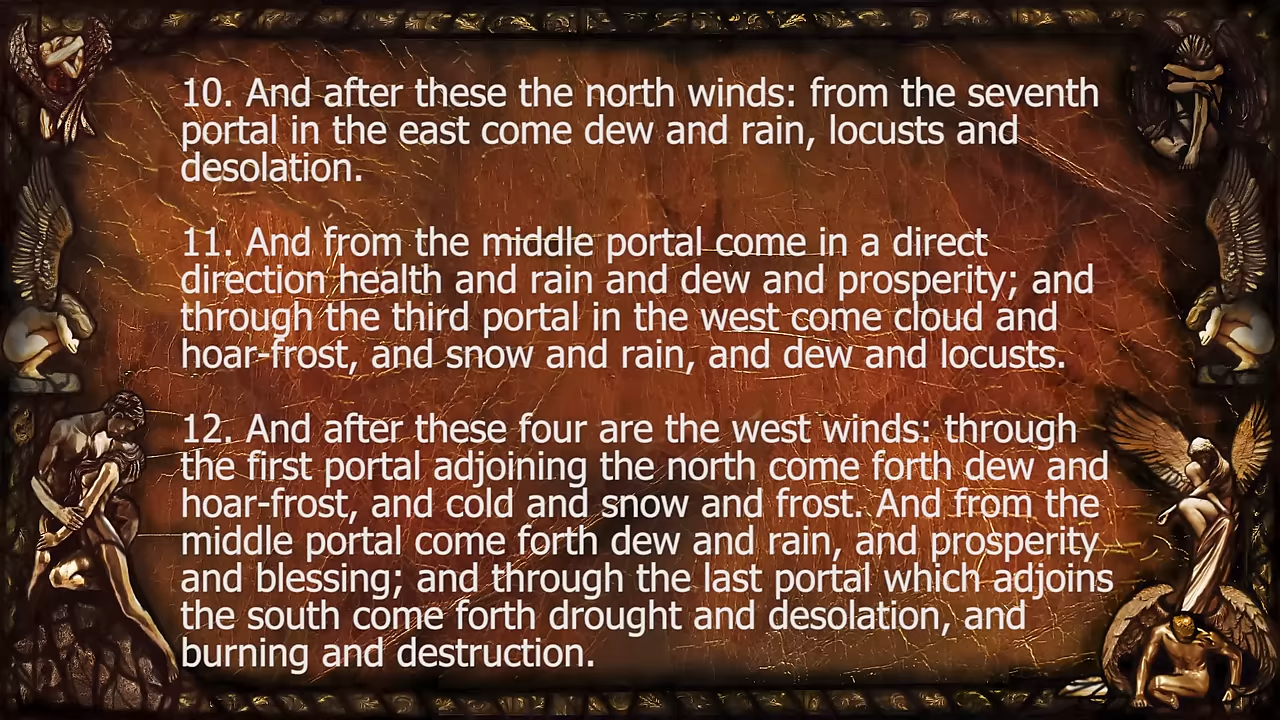 10. And after these the north winds: from the seventh
portal in the east come dew and rain, locusts and
desolation.
11. And from the middle portal come in a direct
direction health and rain and dew and prosperity; and
through the third portal in the west come cloud and
hoar-frost, and snow and rain, and dew and locusts.
12. And after these four are the west winds: through
the first portal adjoining the north come forth dew and
hoar-frost, and cold and snow and frost. And from the
middle portal come forth dew and rain, and prosperity
and blessing; and through the last portal which adjoins
the south come forth drought and desolation, and
burning and destruction.